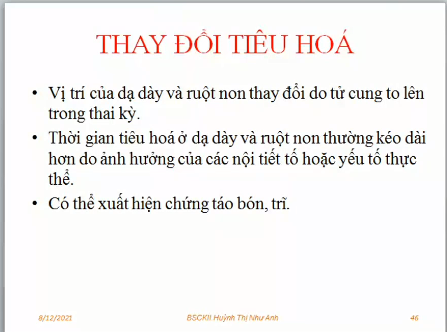 THAY ĐỔI TIÊU HOÁ
• Vị trí của dạ dày và ruột non thay đổi do tử cung to lên
trong thai kỳ.
• Thời gian tiêu hoá ở dạ dày và ruột non thường kéo dài
hơn do ảnh hưởng của các nội tiết tố hoặc yếu tố thực
thể.
• Có thể xuất hiện chứng táo bón, trĩ.
8/12/2021 BSCKII Huỳnh Thị Như Anh 46